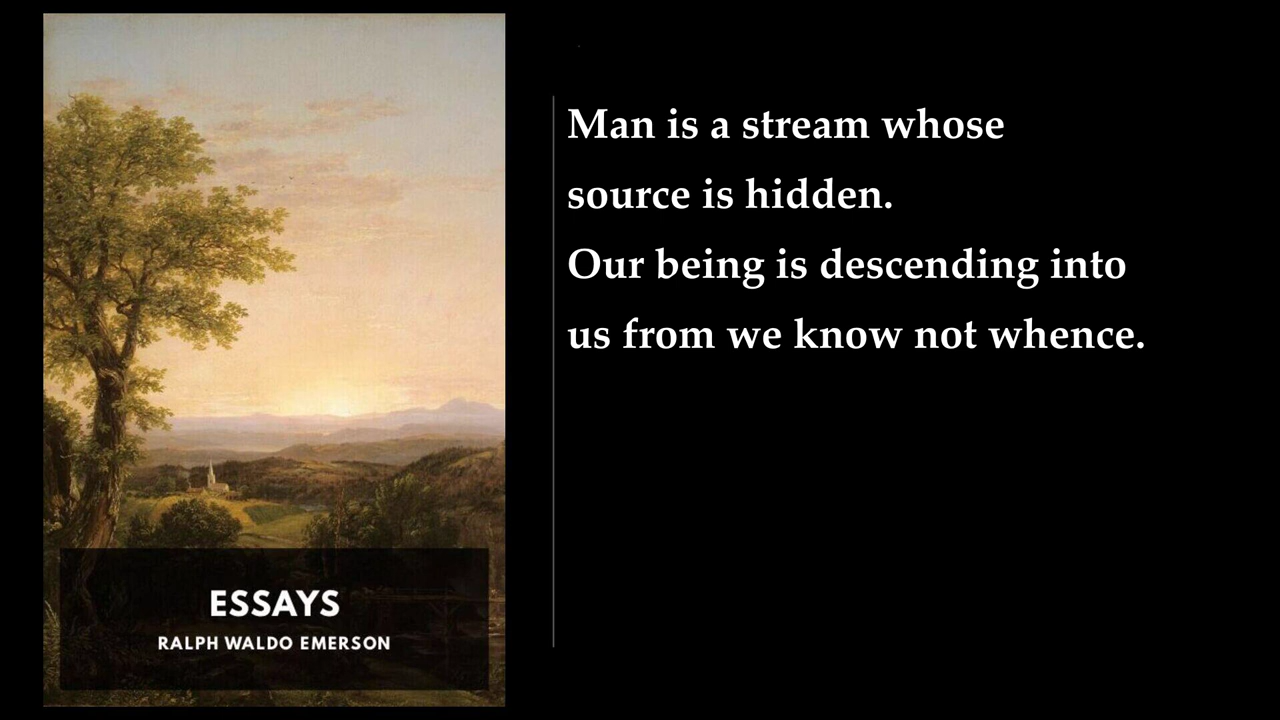 ESSAYS
RALPH WALDO EMERSON
Man is a stream whose
source is hidden.
Our being is descending into
us from we know not whence.